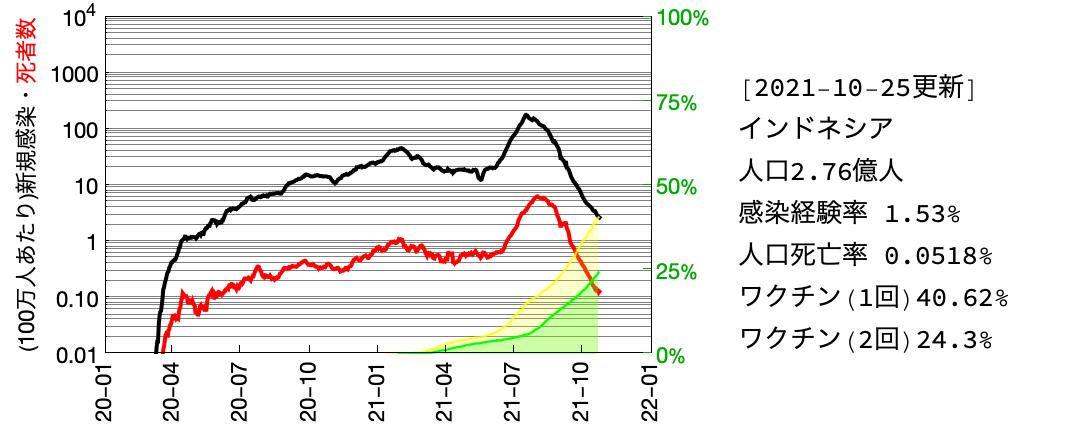 (100万人あたり)新規感染・死者数
10^4
1000
100
10
1
0.10
0.01
100%
75%
50%
25%
0%
20-01
20-04
20-07
20-10
21-01
21-04
21-07
21-10
22-01
[2021-10-25更新]
インドネシア
人口2.76億人
感染経験率 1.53%
人口死亡率 0.0518%
ワクチン(1回)40.62%
ワクチン(2回)24.3%